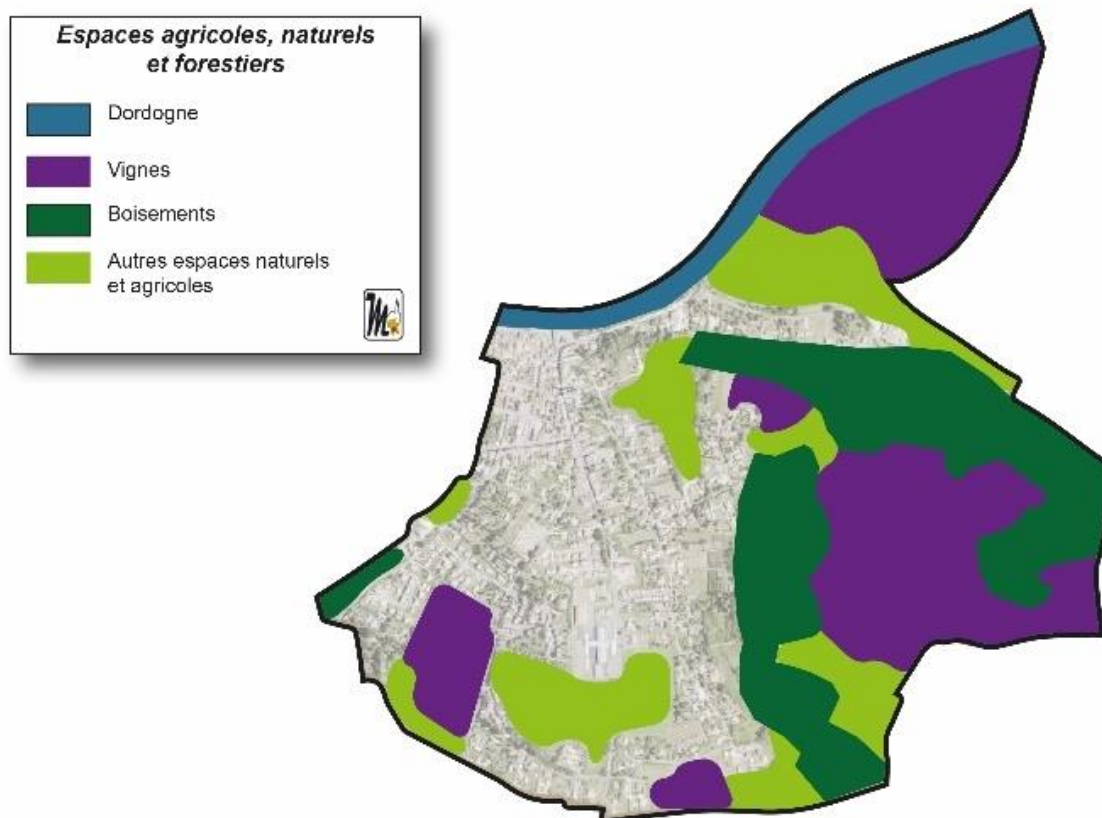 Espaces agricoles, naturels
et forestiers
Dordogne
Vignes
Boisements
Autres espaces naturels
et agricoles